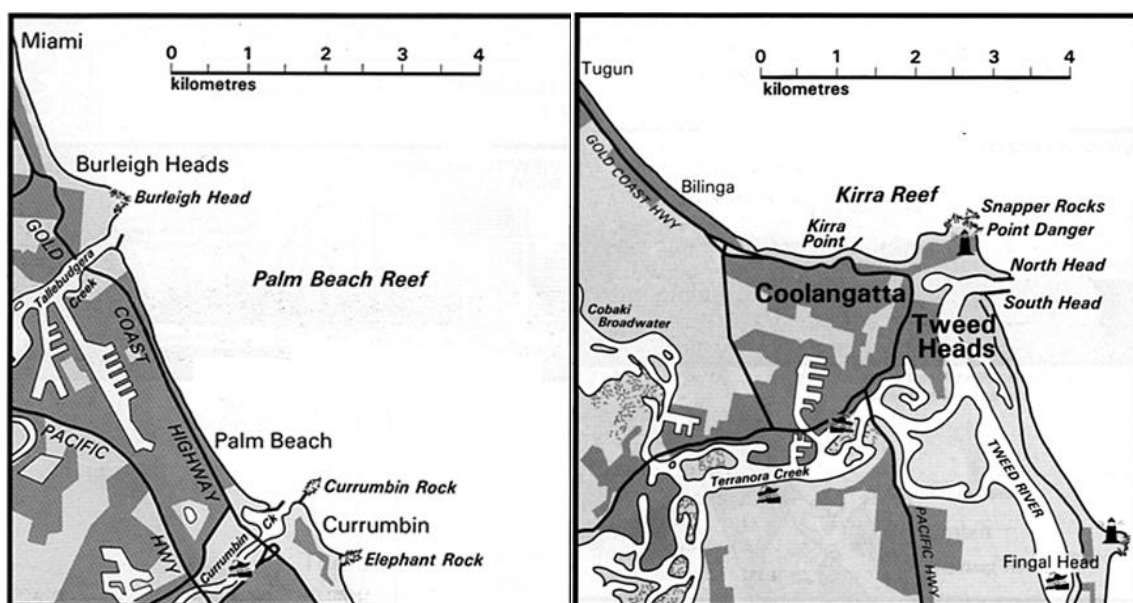 Miami
0 1 2 3 4
kilometres
Burleigh Heads
Burleigh Head
GOLD
Tallebudgera
Creek
Palm Beach Reef
COAST
HIGHWAY
PACIFIC
HWY
Palm Beach
Currumbin Rock
Currumbin
Ck
Currumbin
Elephant Rock
Tugun
0 1 2 3 4
kilometres
GOLD COAST HWY
Bilinga
Kirra Reef
Kirra
Point
Snapper Rocks
Point Danger
North Head
South Head
Coolangatta
Tweed
Heads
Cobaki
Broadwater
Terranora Creek
TWEED RIVER
PACIFIC HWY
Fingal Head